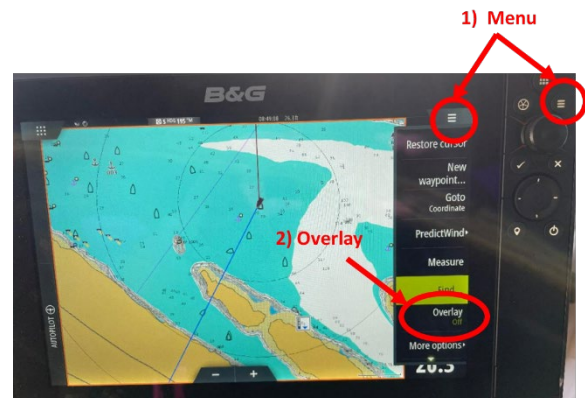 1) Menu
B&G
Restore cursor
New
waypoint...
Goto
Coordinate
PredictWind
2) Overlay
Measure
Find...
Overlay
Off
AUTOPILOT
More options
20.5